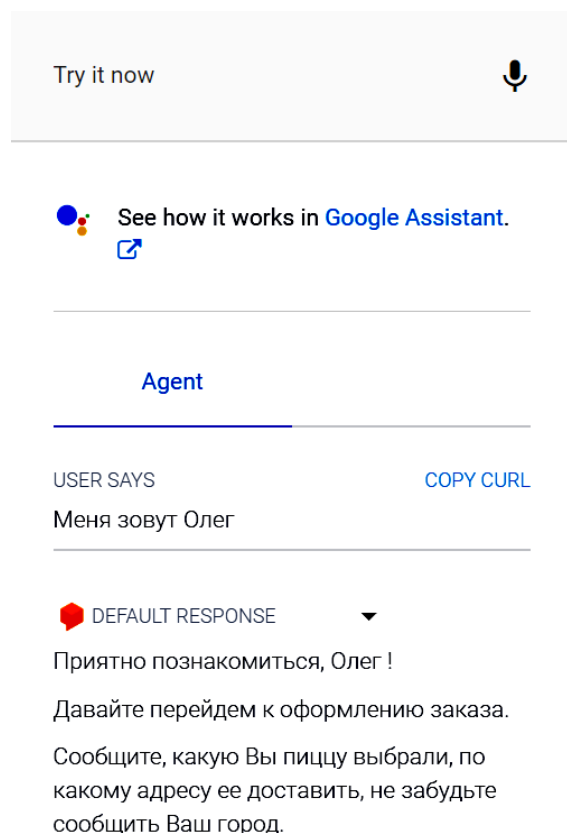 Try it now
See how it works in Google Assistant.
Agent
USER SAYS COPY CURL
Меня зовут Олег
DEFAULT RESPONSE
Приятно познакомиться, Олег !
Давайте перейдем к оформлению заказа.
Сообщите, какую Вы пиццу выбрали, по
какому адресу ее доставить, не забудьте
сообщить Ваш город.